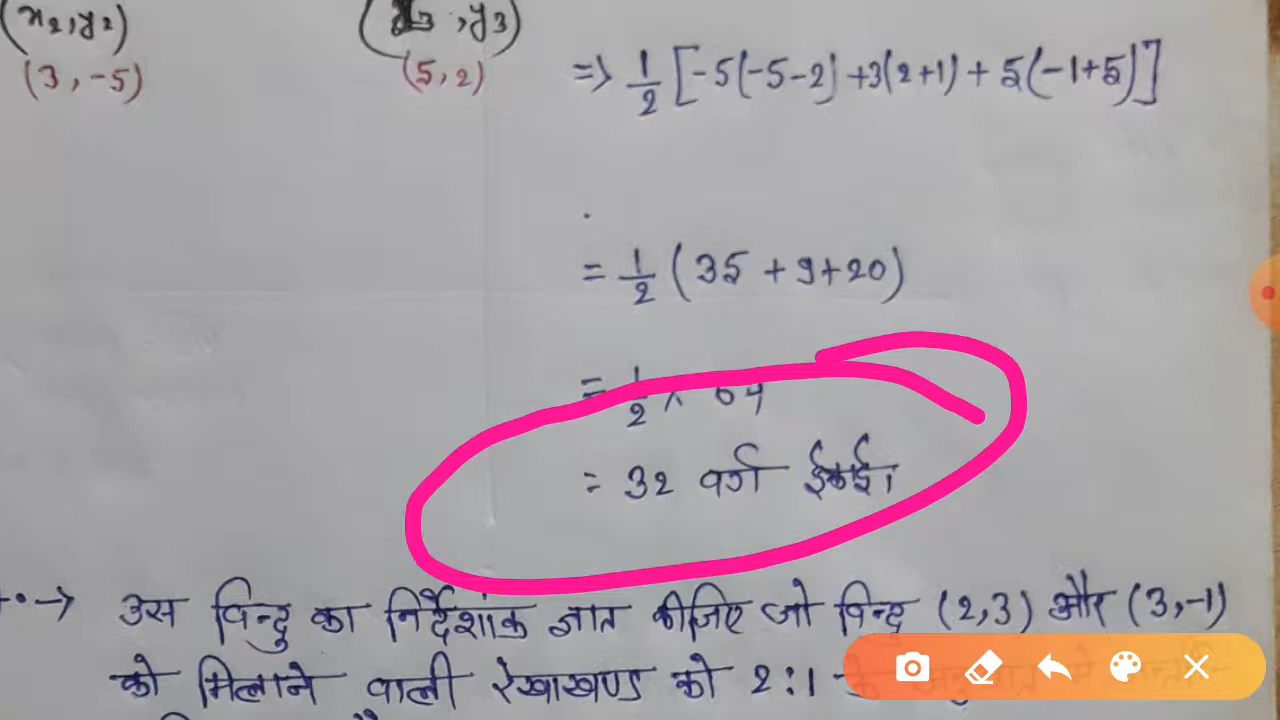 (x2,y2) (x3,y3)
(3,-5) (5,2)
=> 1/2 [-5(-5-2) +3(2+1) + 5(-1+5)]
= 1/2 (35 + 9+20)
= 1/2 × 64
= 32 वर्ग ईकाई।
→ उस विन्दु का निर्देशांक ज्ञात कीजिए जो विन्दु (2,3) और (3,-1)
को मिलाने वाली रेखाखण्ड को 2:1